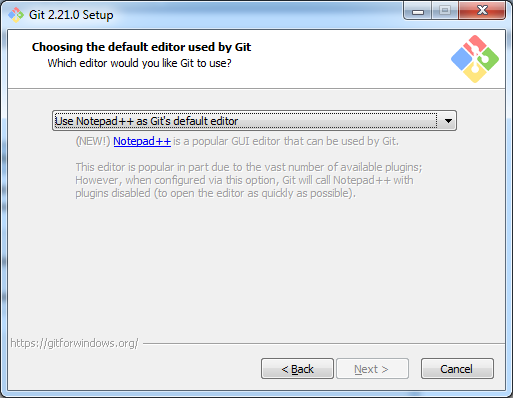 Git 2.21.0 Setup
Choosing the default editor used by Git
Which editor would you like Git to use?
Use Notepad++ as Git's default editor
(NEW!) Notepad++ is a popular GUI editor that can be used by Git.
This editor is popular in part due to the vast number of available plugins;
However, when configured via this option, Git will call Notepad++ with
plugins disabled (to open the editor as quickly as possible).
https://gitforwindows.org/
< Back Next > Cancel